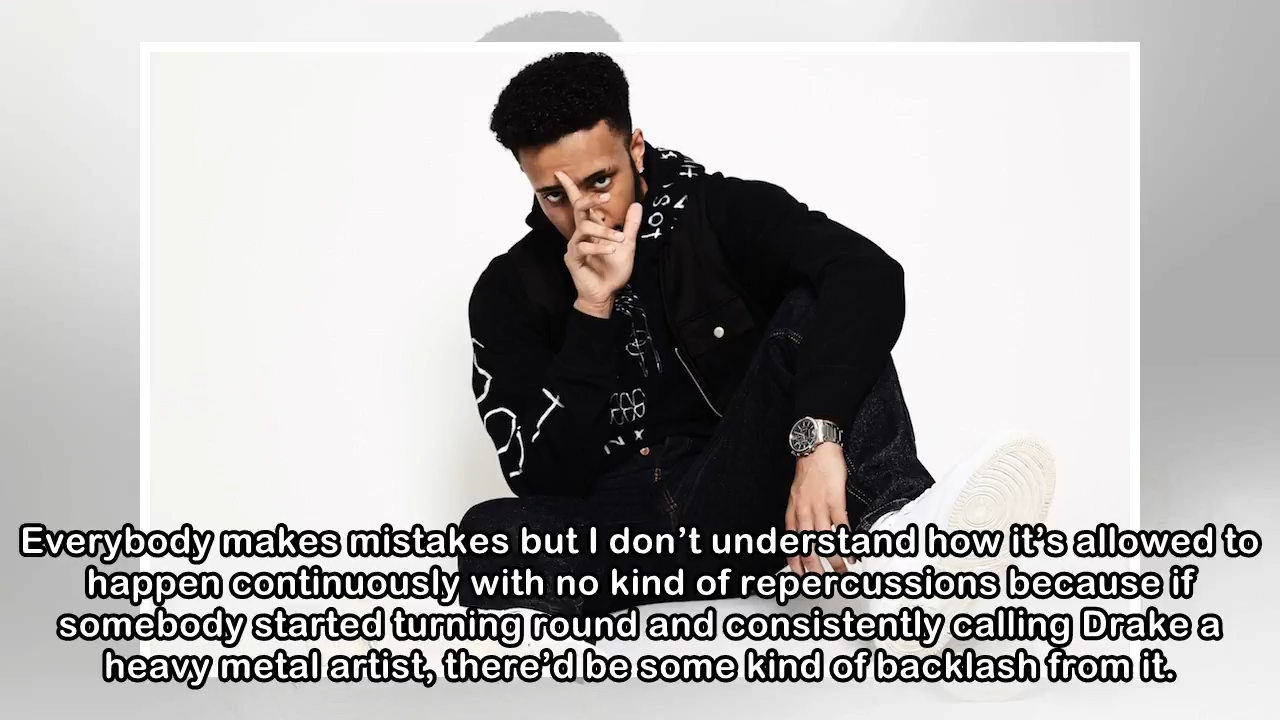 Everybody makes mistakes but I don’t understand how it’s allowed to
happen continuously with no kind of repercussions because if
somebody started turning round and consistently calling Drake a
heavy metal artist, there’d be some kind of backlash from it.